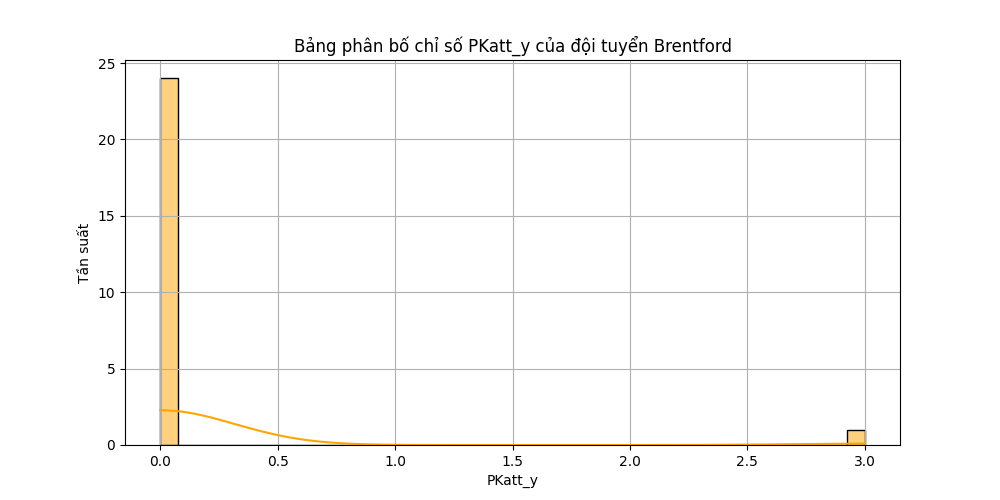 Bảng phân bố chỉ số PKatt_y của đội tuyển Brentford
25
20
15
10
5
0
Tần suất
0.0 0.5 1.0 1.5 2.0 2.5 3.0
PKatt_y